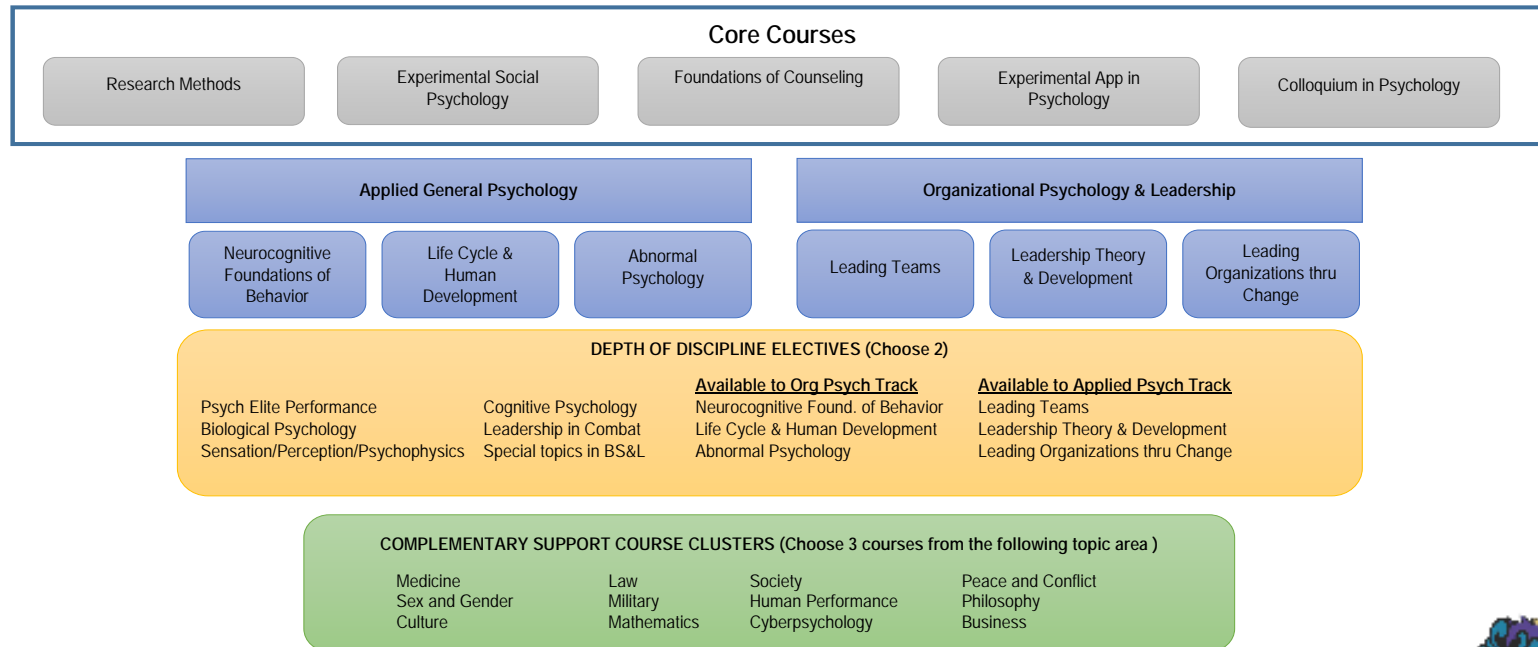 Core Courses
Research Methods
Experimental Social
Psychology
Foundations of Counseling
Experimental App in
Psychology
Colloquium in Psychology
Applied General Psychology
Organizational Psychology & Leadership
Neurocognitive
Foundations of
Behavior
Life Cycle &
Human
Development
Abnormal
Psychology
Leading Teams
Leadership Theory
& Development
Leading
Organizations thru
Change
DEPTH OF DISCIPLINE ELECTIVES (Choose 2)
Psych Elite Performance
Biological Psychology
Sensation/Perception/Psychophysics
Cognitive Psychology
Leadership in Combat
Special topics in BS&L
Available to Org Psych Track
Neurocognitive Found. of Behavior
Life Cycle & Human Development
Abnormal Psychology
Available to Applied Psych Track
Leading Teams
Leadership Theory & Development
Leading Organizations thru Change
COMPLEMENTARY SUPPORT COURSE CLUSTERS (Choose 3 courses from the following topic area )
Medicine
Sex and Gender
Culture
Law
Military
Mathematics
Society
Human Performance
Cyberpsychology
Peace and Conflict
Philosophy
Business